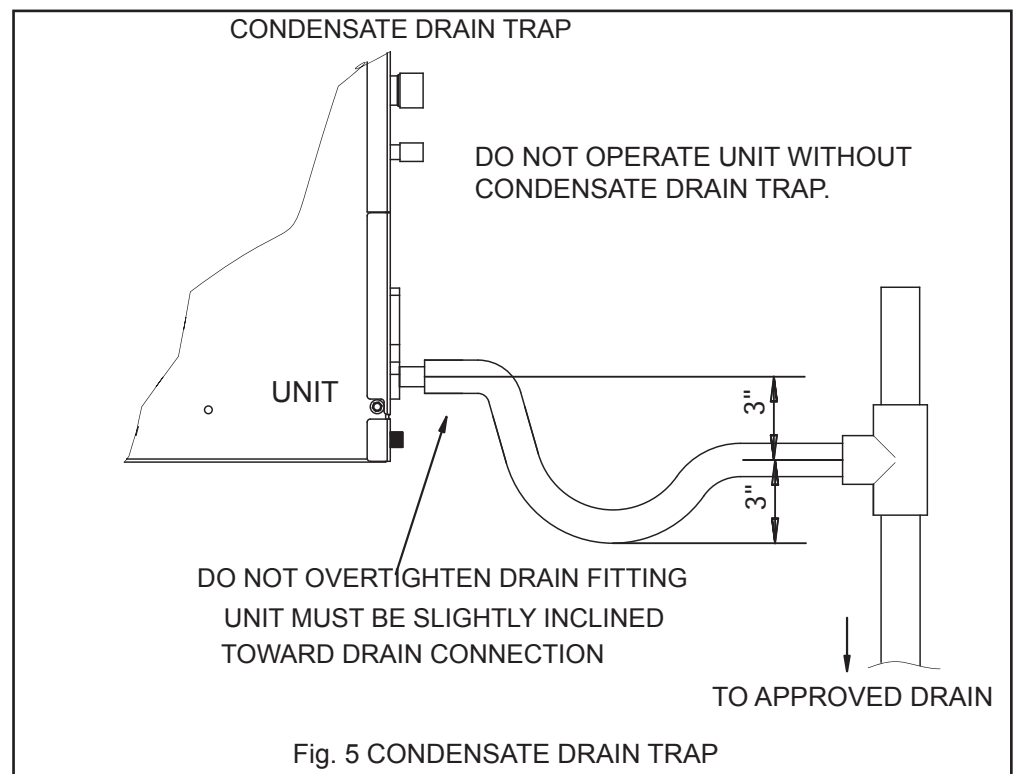 CONDENSATE DRAIN TRAP
DO NOT OPERATE UNIT WITHOUT
CONDENSATE DRAIN TRAP.
UNIT
3"
3"
DO NOT OVERTIGHTEN DRAIN FITTING
UNIT MUST BE SLIGHTLY INCLINED
TOWARD DRAIN CONNECTION
TO APPROVED DRAIN
Fig. 5 CONDENSATE DRAIN TRAP